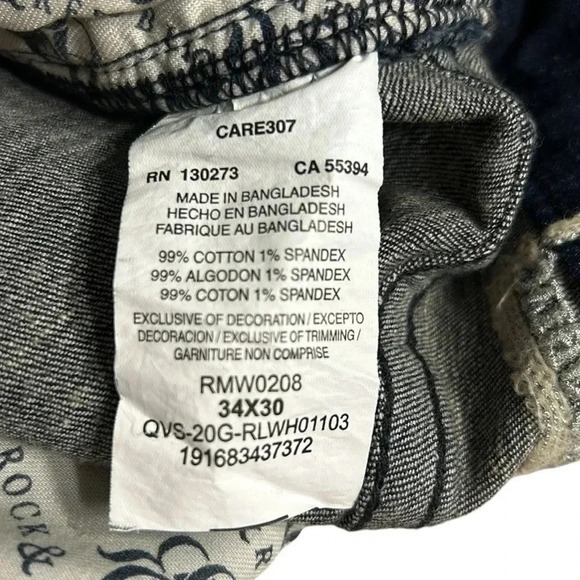 CARE307
RN 130273 CA 55394
MADE IN BANGLADESH
HECHO EN BANGLADESH
FABRIQUE AU BANGLADESH
99% COTTON 1% SPANDEX
99% ALGODON 1% SPANDEX
99% COTON 1% SPANDEX
EXCLUSIVE OF DECORATION/EXCEPTO
DECORACION/EXCLUSIVE OF TRIMMING/
GARNITURE NON COMPRISE
RMW0208
34X30
QVS-20G-RLWH01103
191683437372
ROCK &